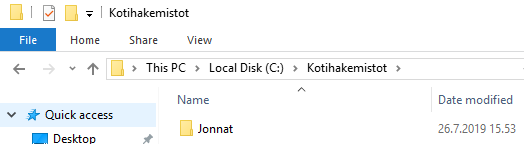 Kotihakemistot
File Home Share View
This PC Local Disk (C:) Kotihakemistot
Quick access
Name Date modified
Jonnat 26.7.2019 15.53
Desktop